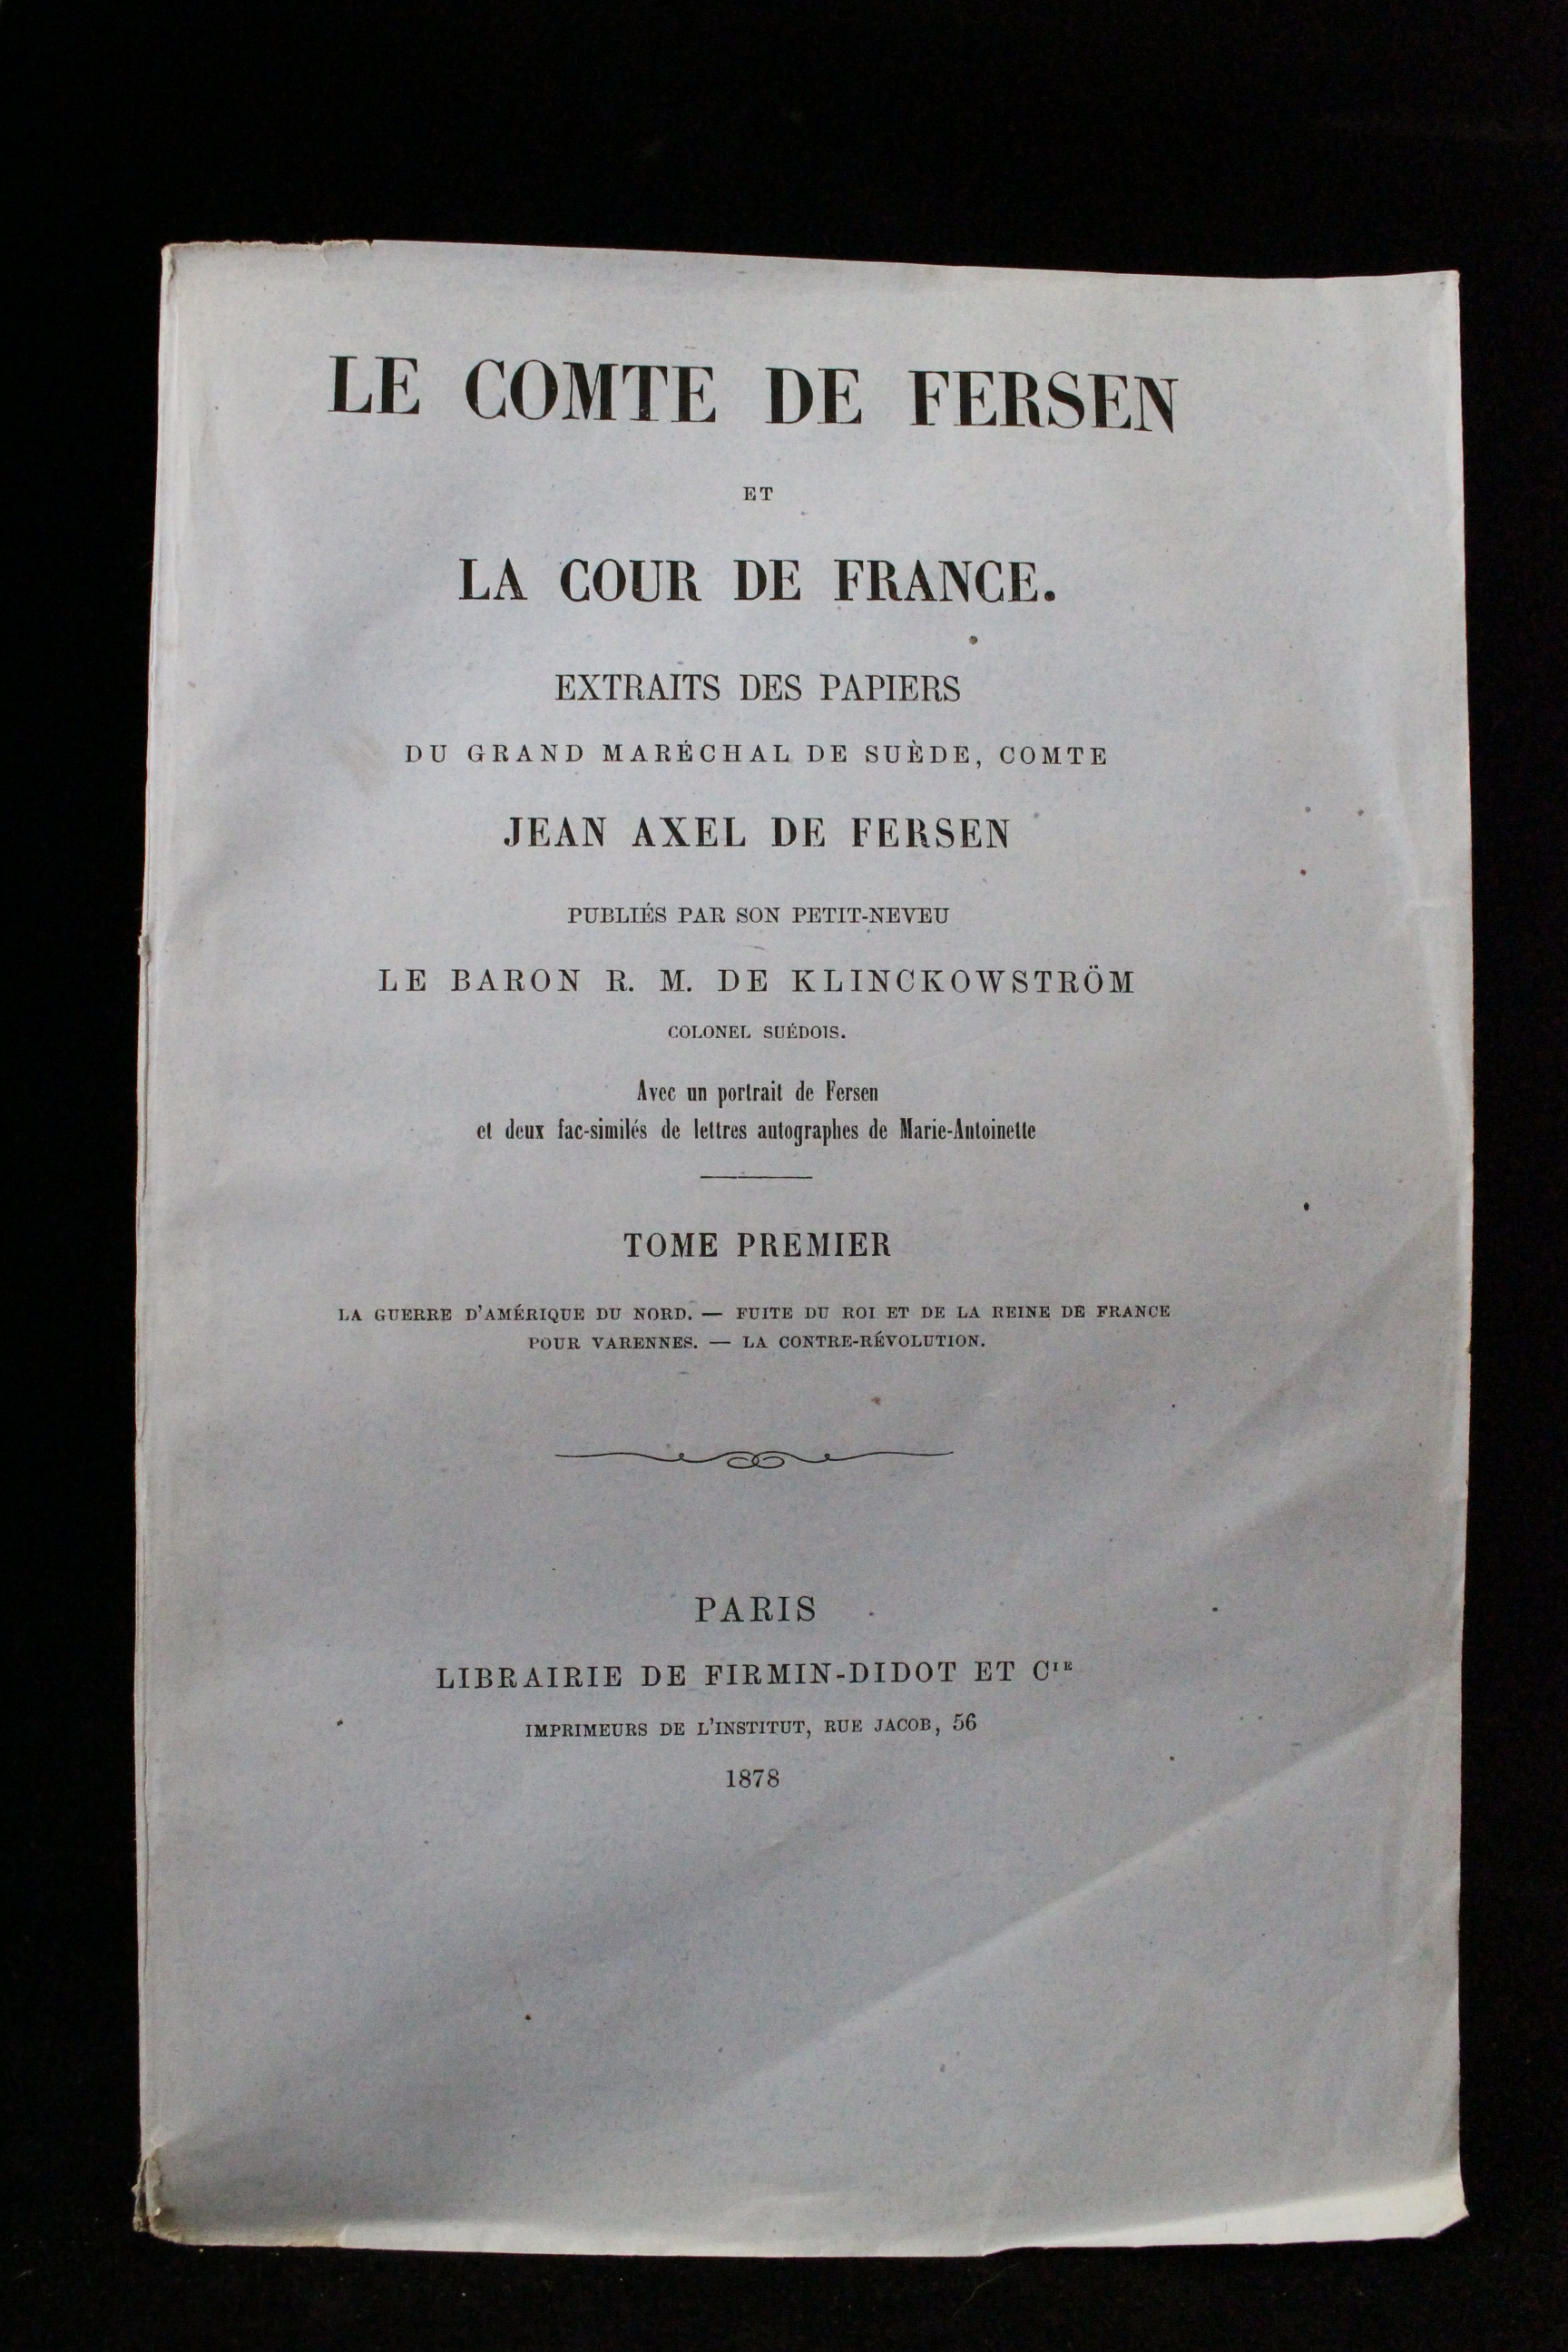 LE COMTE DE FERSEN
ET
LA COUR DE FRANCE.
EXTRAITS DES PAPIERS
DU GRAND MARÉCHAL DE SUÈDE, COMTE
JEAN AXEL DE FERSEN
PUBLIÉS PAR SON PETIT-NEVEU
LE BARON R. M. DE KLINCKOWSTRÖM
COLONEL SUÉDOIS.
Avec un portrait de Fersen
et deux fac-similés de lettres autographes de Marie-Antoinette
TOME PREMIER
LA GUERRE D'AMÉRIQUE DU NORD. — FUITE DU ROI ET DE LA REINE DE FRANCE
POUR VARENNES. — LA CONTRE-RÉVOLUTION.
PARIS
LIBRAIRIE DE FIRMIN-DIDOT ET CIE
IMPRIMEURS DE L'INSTITUT, RUE JACOB, 56
1878